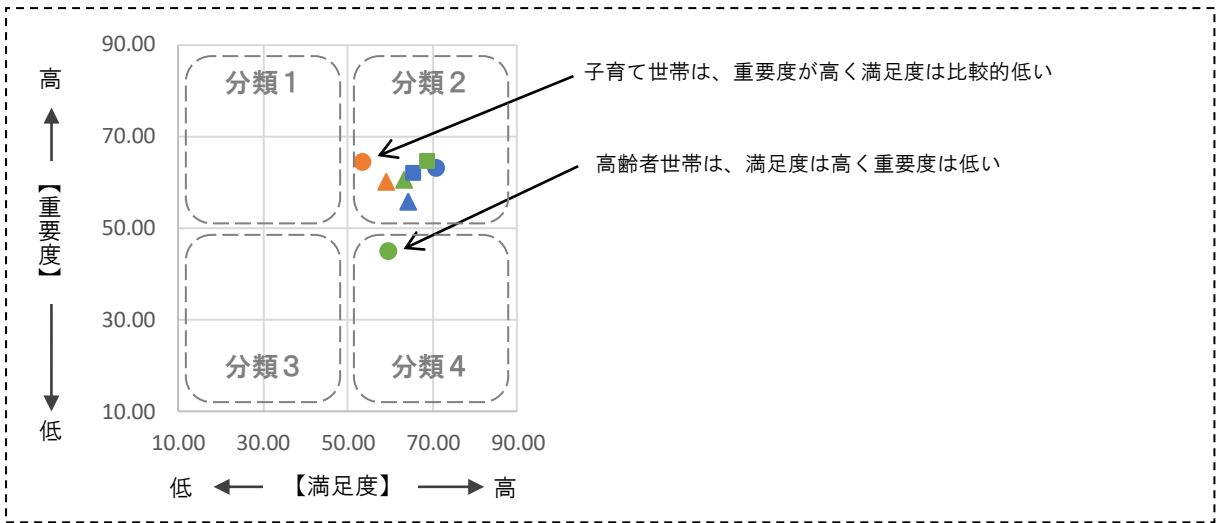 90.00
70.00
50.00
30.00
10.00
高
【重要度】
低
分類1
分類2
分類3
分類4
子育て世帯は、重要度が高く満足度は比較的低い
高齢者世帯は、満足度は高く重要度は低い
10.00 30.00 50.00 70.00 90.00
低 【満足度】 高